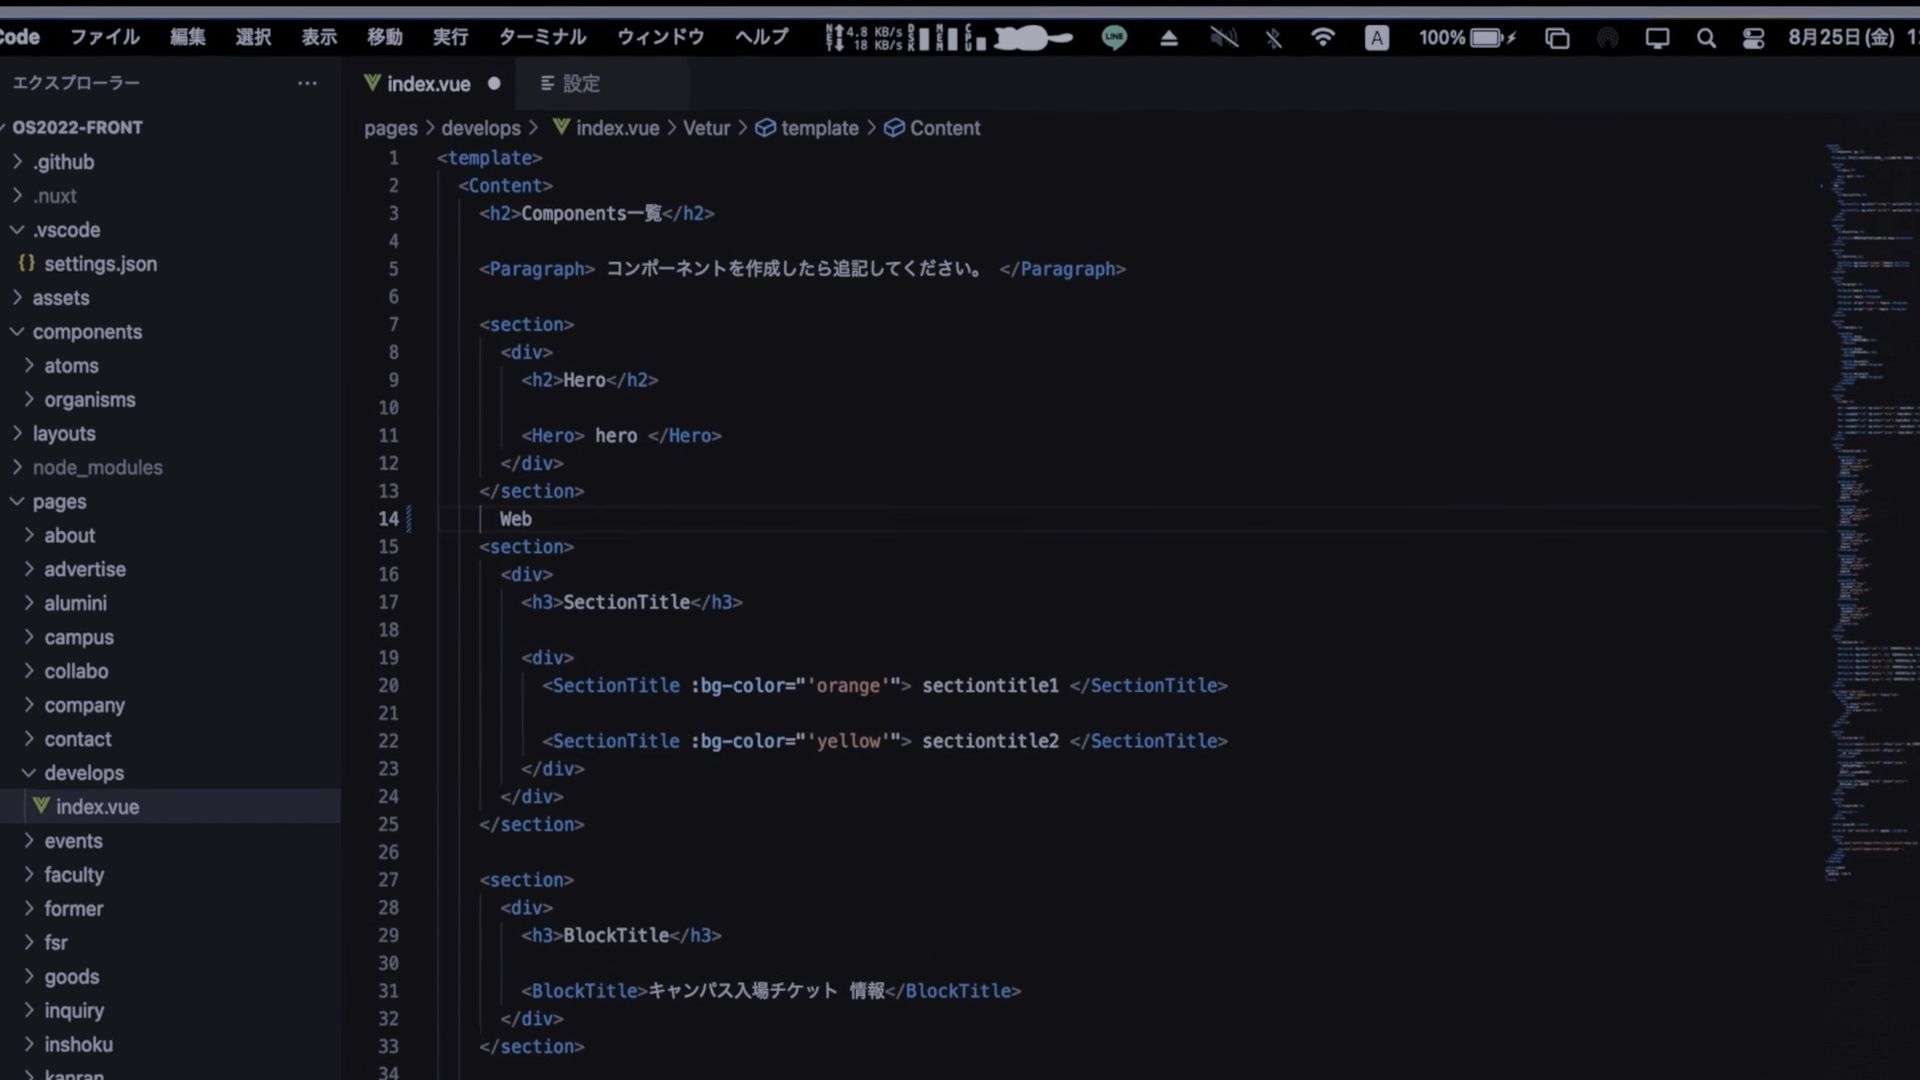 Code ファイル 編集 選択 表示 移動 実行 ターミナル ウィンドウ ヘルプ NET 4.8 KB/s 18 KB/s DSK MEM CPU LINE A 100% 8月25日(金)
エクスプローラー ···
index.vue ● 設定
OS2022-FRONT
pages > develops > index.vue > Vetur > template > Content
.github
.nuxt
.vscode
{} settings.json
assets
components
atoms
organisms
layouts
node_modules
pages
about
advertise
alumini
campus
collabo
company
contact
develops
index.vue
events
faculty
former
fsr
goods
inquiry
inshoku
kanran
1 <template>
2 <Content>
3 <h2>Components一覧</h2>
4
5 <Paragraph> コンポーネントを作成したら追記してください。 </Paragraph>
6
7 <section>
8 <div>
9 <h2>Hero</h2>
10
11 <Hero> hero </Hero>
12 </div>
13 </section>
14 Web
15 <section>
16 <div>
17 <h3>SectionTitle</h3>
18
19 <div>
20 <SectionTitle :bg-color="'orange'"> sectiontitle1 </SectionTitle>
21
22 <SectionTitle :bg-color="'yellow'"> sectiontitle2 </SectionTitle>
23 </div>
24 </div>
25 </section>
26
27 <section>
28 <div>
29 <h3>BlockTitle</h3>
30
31 <BlockTitle>キャンパス入場チケット 情報</BlockTitle>
32 </div>
33 </section>
34